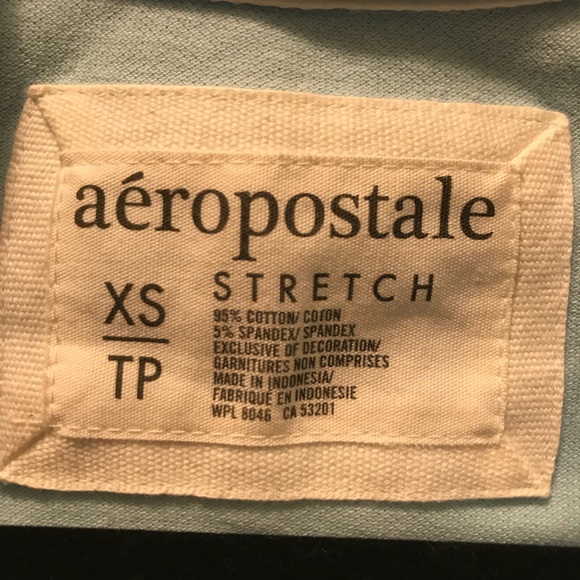 aéropostale
XS
TP
STRETCH
95% COTTON/ COTON
5% SPANDEX/ SPANDEX
EXCLUSIVE OF DECORATION/
GARNITURES NON COMPRISES
MADE IN INDONESIA/
FABRIQUE EN INDONESIE
WPL 8046 CA 53201